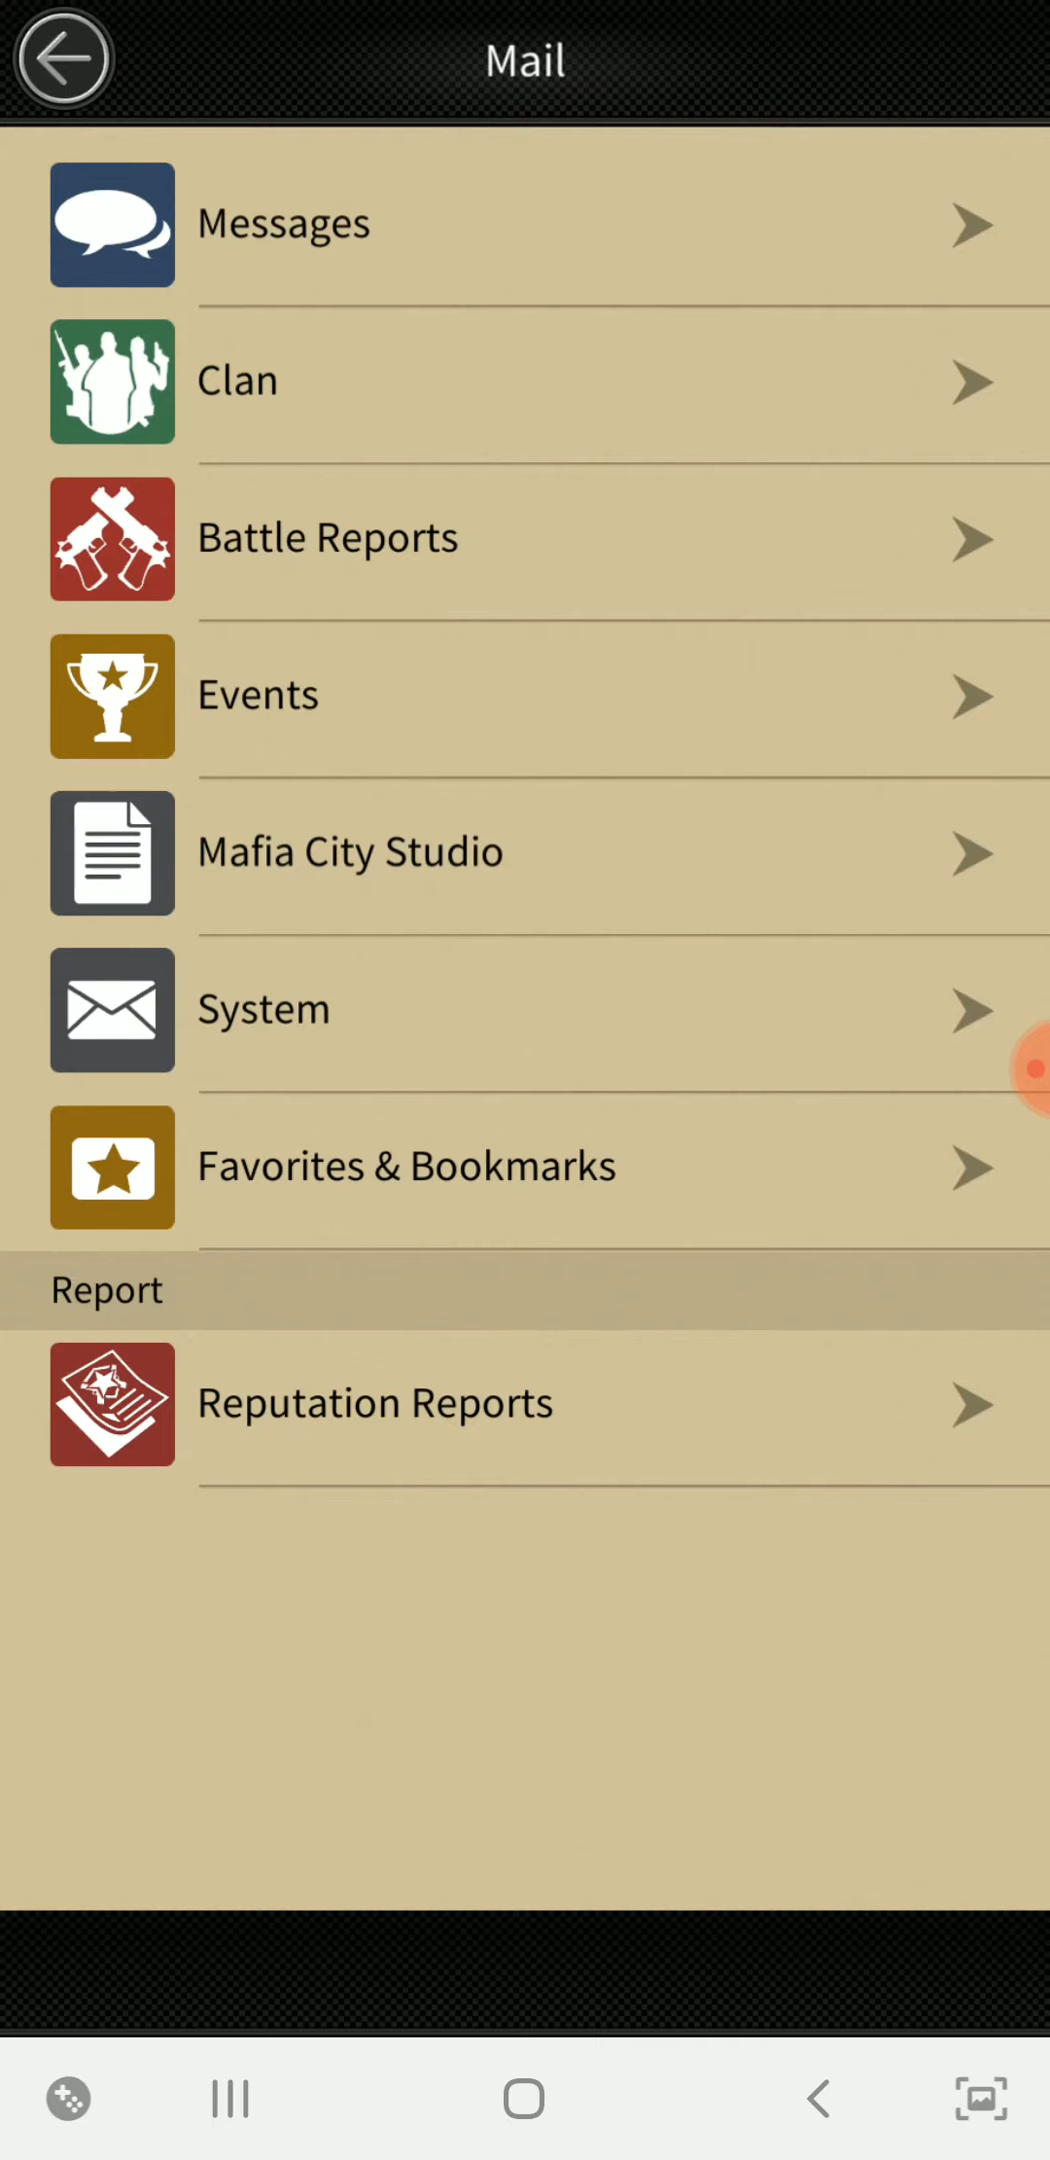 Mail
Messages
Clan
Battle Reports
Events
Mafia City Studio
System
Favorites & Bookmarks
Report
Reputation Reports